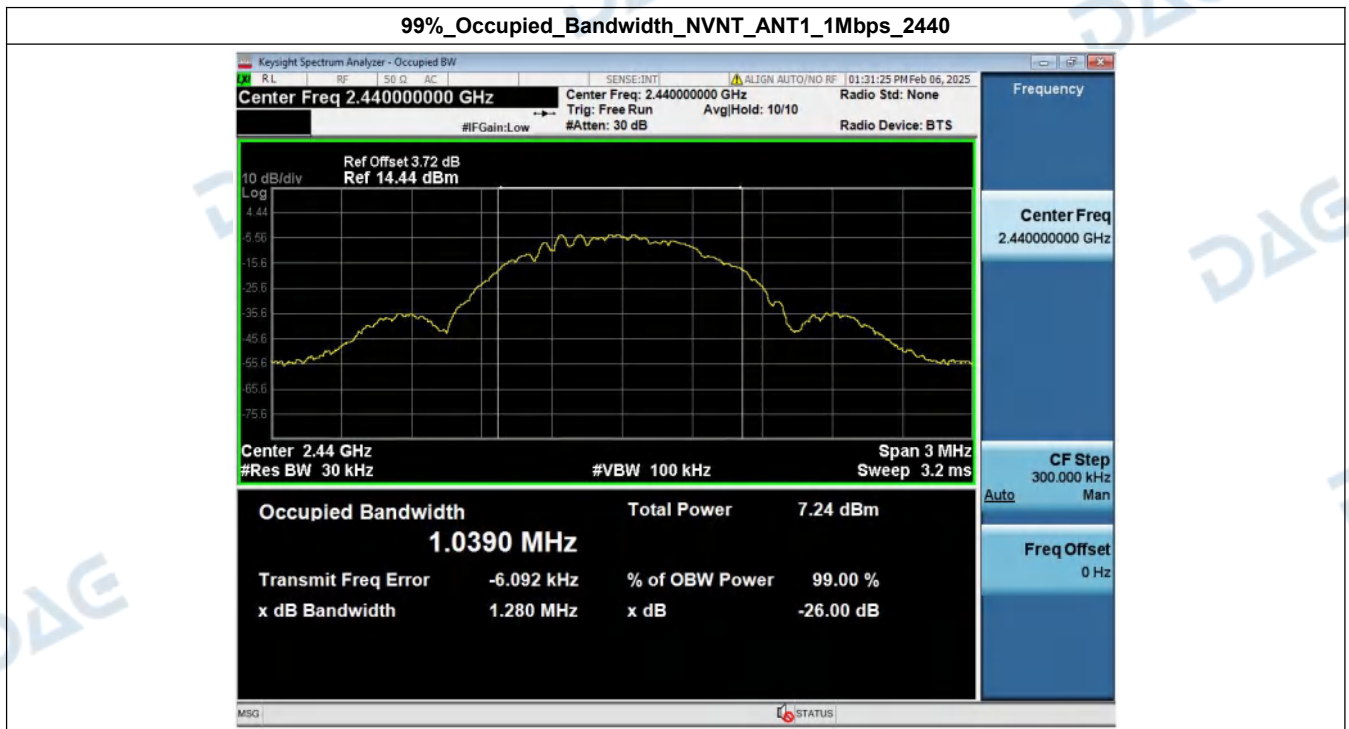 99%_Occupied_Bandwidth_NVNT_ANT1_1Mbps_2440
Keysight Spectrum Analyzer - Occupied BW
LXI RL RF 50 Ω AC SENSE:INT ALIGN AUTO/NO RF 01:31:25 PM Feb 06, 2025
Center Freq 2.440000000 GHz
Center Freq: 2.440000000 GHz Radio Std: None
Trig: Free Run Avg|Hold: 10/10
#IFGain:Low #Atten: 30 dB Radio Device: BTS
Ref Offset 3.72 dB
10 dB/div Ref 14.44 dBm
Log
4.44
-5.56
-15.6
-25.6
-35.6
-45.6
-55.6
-65.6
-75.6
Center 2.44 GHz Span 3 MHz
#Res BW 30 kHz #VBW 100 kHz Sweep 3.2 ms
Occupied Bandwidth Total Power 7.24 dBm
1.0390 MHz
Transmit Freq Error -6.092 kHz % of OBW Power 99.00 %
x dB Bandwidth 1.280 MHz x dB -26.00 dB
MSG STATUS
Frequency
Center Freq
2.440000000 GHz
CF Step
300.000 kHz
Auto Man
Freq Offset
0 Hz
DAG
DAG